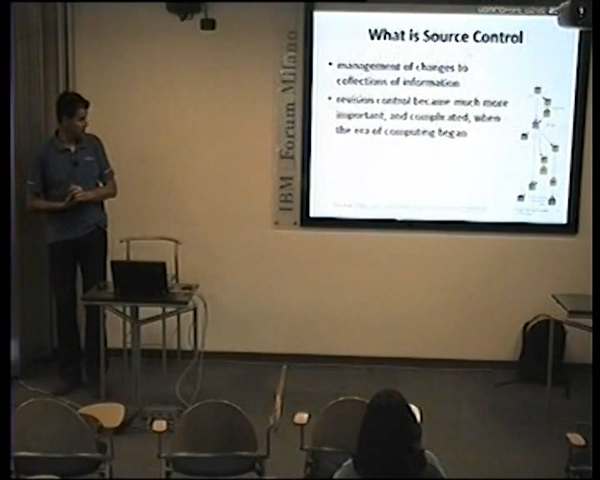 What is Source Control
• management of changes to
collections of information
• revision control became much more
important, and complicated, when
the era of computing began
IBM Forum Milano